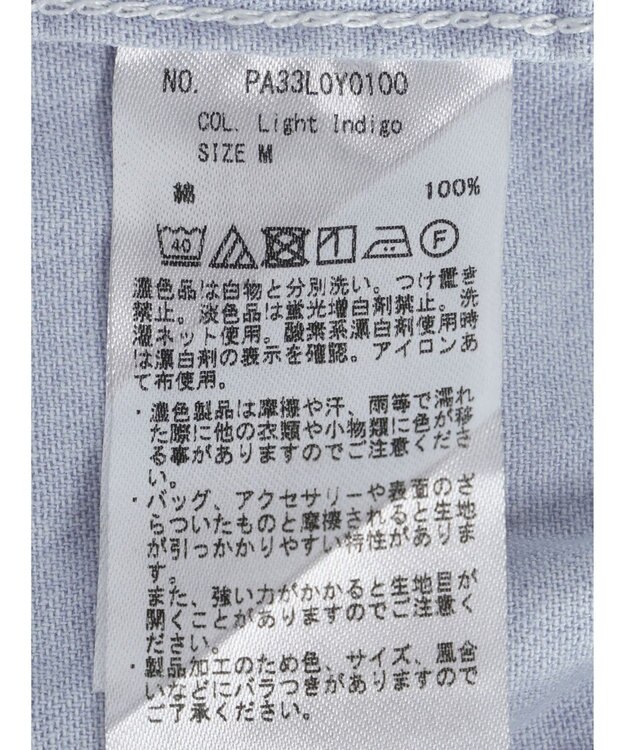 NO. PA33L0Y0100
COL. Light Indigo
SIZE M
綿 100%
40 F
濃色品は白物と分別洗い。つけ置き
禁止。淡色品は蛍光増白剤禁止。洗
濯ネット使用。酸素系漂白剤使用時
は漂白剤の表示を確認。アイロンあ
て布使用。
・濃色製品は摩擦や汗、雨等で濡れ
た際に他の衣類や小物類に色が移さ
る事がありますのでご注意くださ
い。
・バッグ、アクセサリーや表面のざ
らついたものと摩擦されると生地
が引っかかりやすい特性がありま
す。
また、強い力がかかると生地目が
開くことがありますのでご注意く
ださい。
・製品加工のため色、サイズ、風合
いなどにバラつきがありますので
ご了承ください。